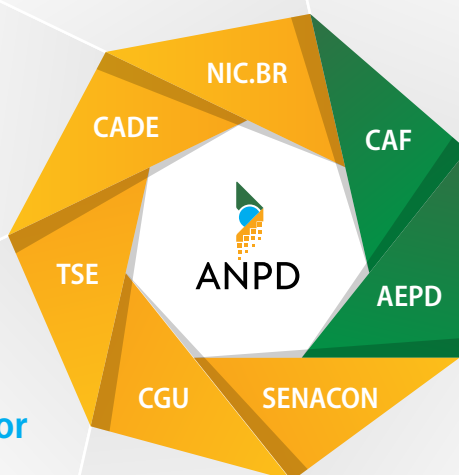 NIC.BR
CADE
CAF
ANPD
TSE
AEPD
CGU
SENACON
or